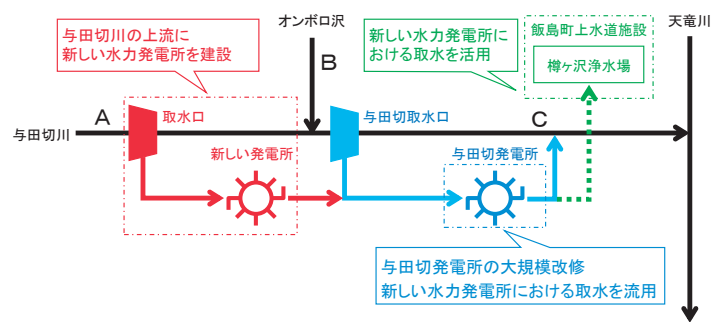 与田切川の上流に
新しい水力発電所を建設
オンボロ沢
新しい水力発電所に
おける取水を活用
飯島町上水道施設
樽ヶ沢浄水場
天竜川
A
B
C
取水口
与田切取水口
与田切川
新しい発電所
与田切発電所
与田切発電所の大規模改修
新しい水力発電所における取水を流用